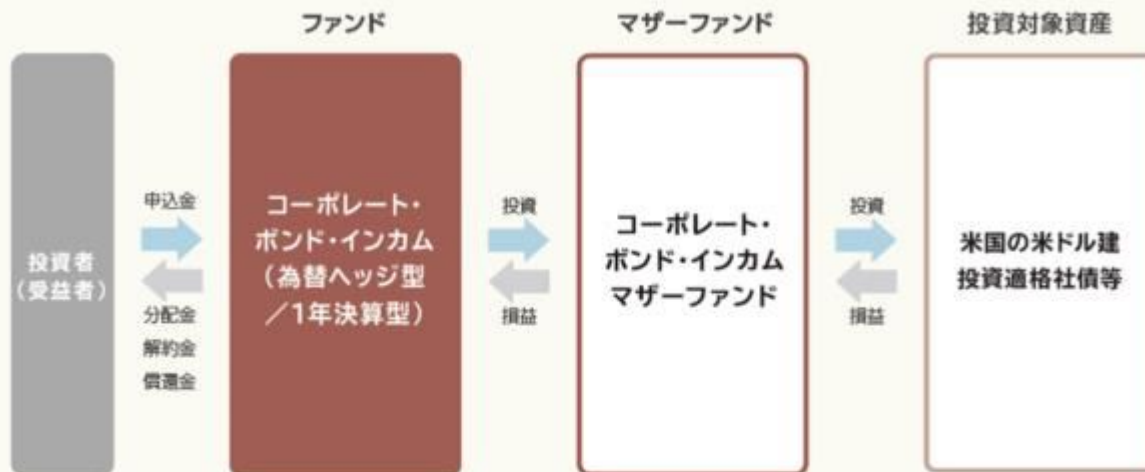 ファンド
マザーファンド
投資対象資産
投資者
（受益者）
申込金
分配金
解約金
償還金
コーポレート・
ボンド・インカム
（為替ヘッジ型
／1年決算型）
投資
損益
コーポレート・
ボンド・インカム
マザーファンド
投資
損益
米国の米ドル建
投資適格社債等